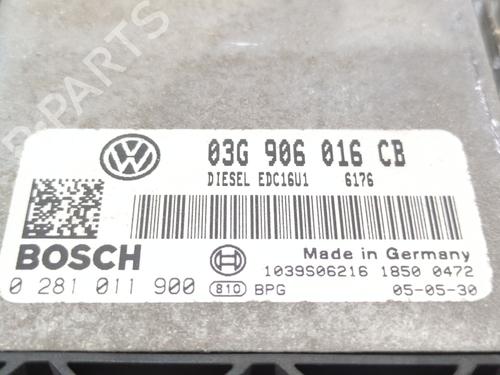 B-PARTS
03G 906 016 CB
DIESEL EDC16U1 6176
BOSCH
Made in Germany
0 281 011 900
1039S06216 1850 0472
810 BPG
05-05-30